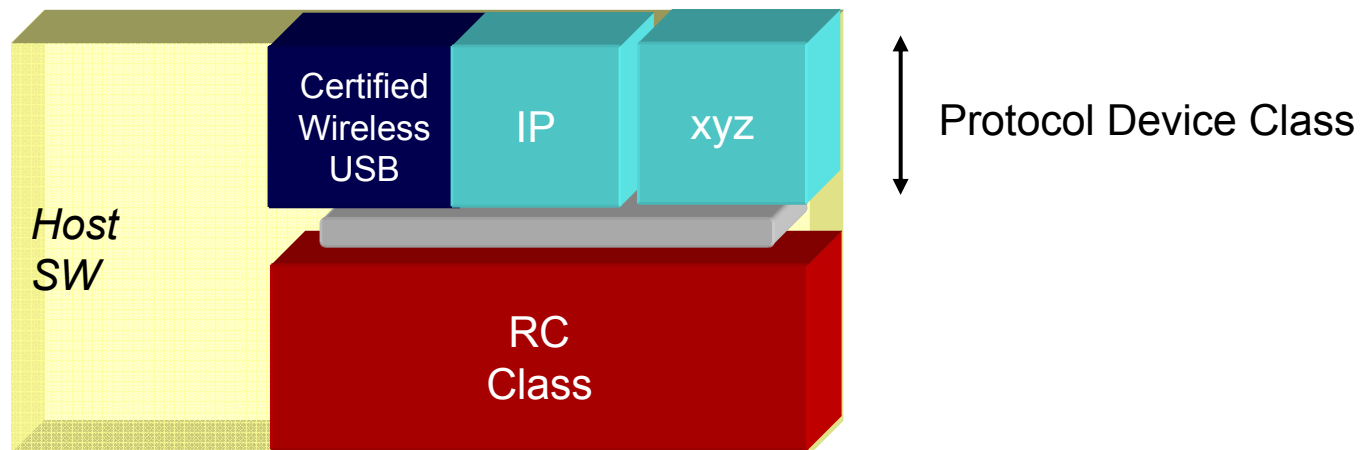 Certified
Wireless
USB
IP
xyz
Protocol Device Class
Host
SW
RC
Class